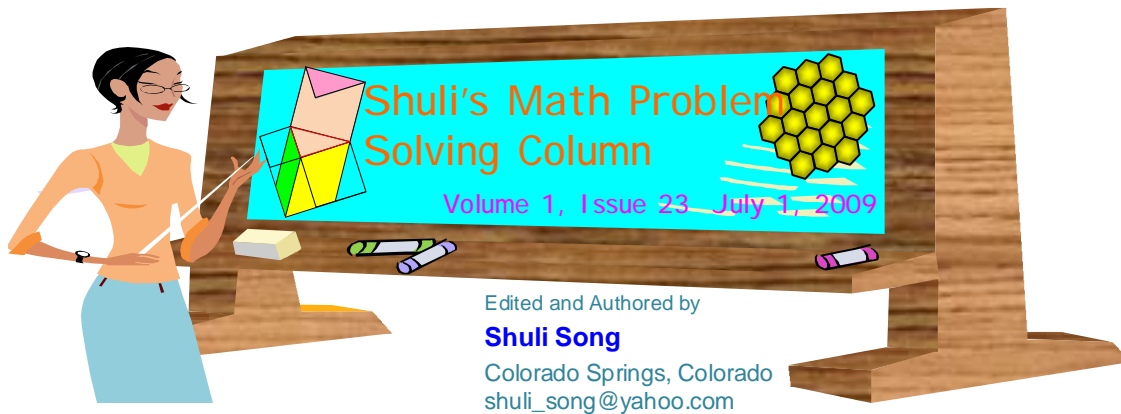 Shuli's Math Problem
Solving Column
Volume 1, Issue 23 July 1, 2009
Edited and Authored by
Shuli Song
Colorado Springs, Colorado
shuli_song@yahoo.com